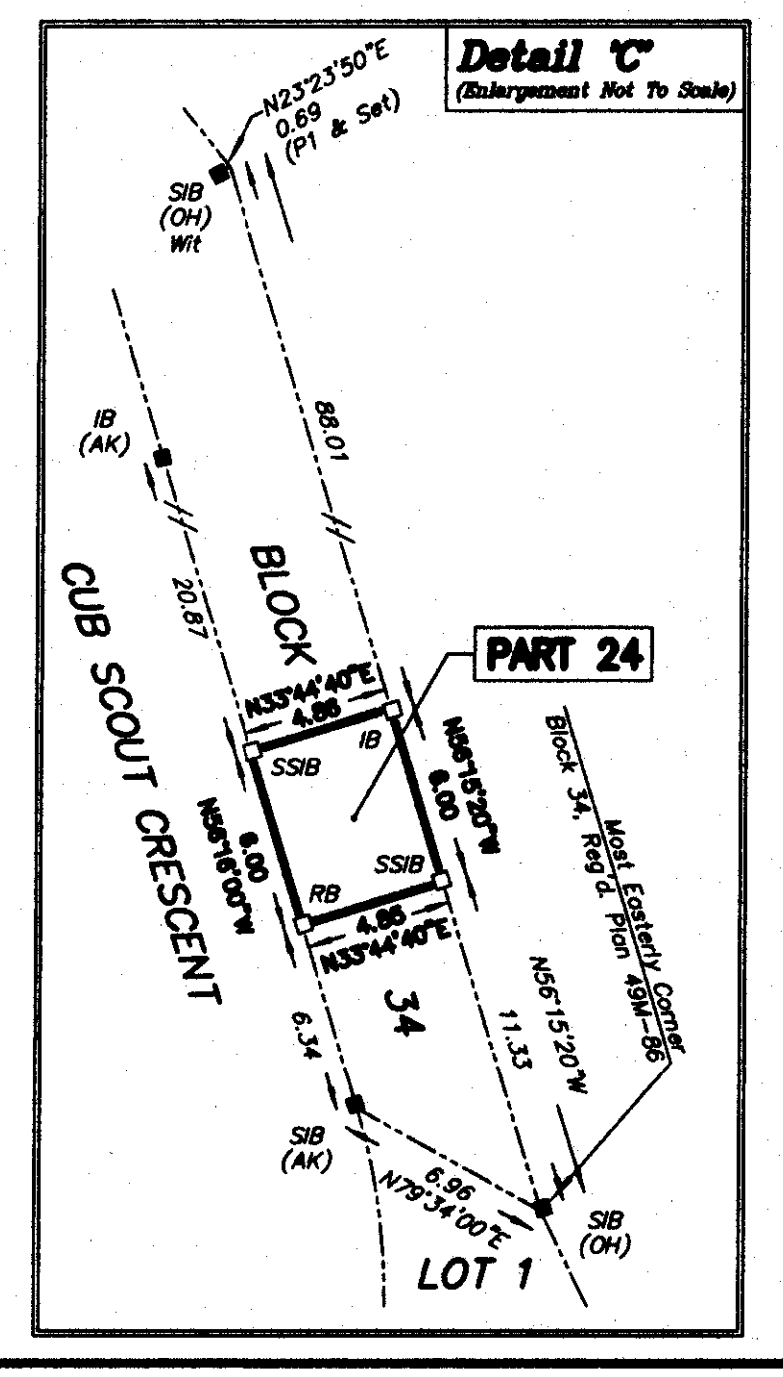 Detail "C"
(Enlargement Not To Scale)
N23°23'50"E
0.69
(P1 & Set)
SIB
(OH)
Wit
IB
(AK)
88.01
20.87
BLOCK
CUB SCOUT CRESCENT
PART 24
N33°44'40"E
4.86
IB
SSIB
N56°15'20"W
6.00
6.00
N56°16'00"W
SSIB
RB
4.85
N33°44'40"E
Most Easterly Corner
Block 34, Reg'd. Plan 49M-86
34
N56°15'20"W
11.33
6.34
SIB
(AK)
6.96
N79°34'00"E
SIB
(OH)
LOT 1